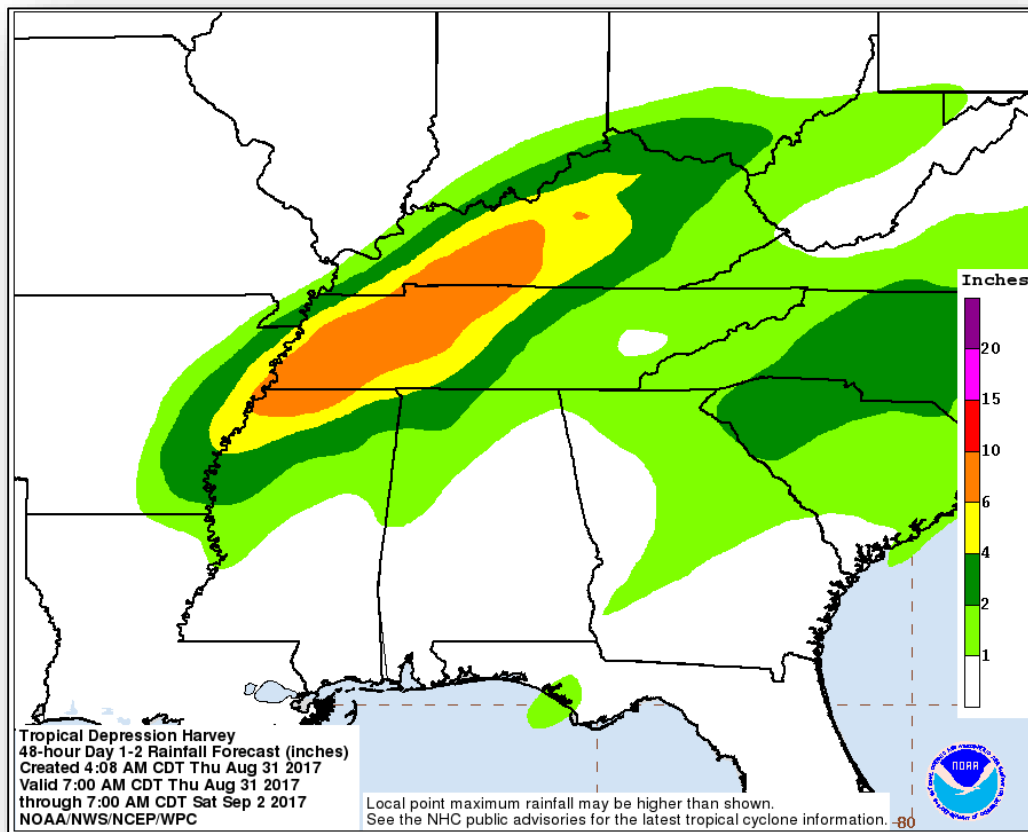 Inches
20
15
10
6
4
2
1
Tropical Depression Harvey
48-hour Day 1-2 Rainfall Forecast (inches)
Created 4:08 AM CDT Thu Aug 31 2017
Valid 7:00 AM CDT Thu Aug 31 2017
through 7:00 AM CDT Sat Sep 2 2017
NOAA/NWS/NCEP/WPC
Local point maximum rainfall may be higher than shown.
See the NHC public advisories for the latest tropical cyclone information.
-80
NOAA